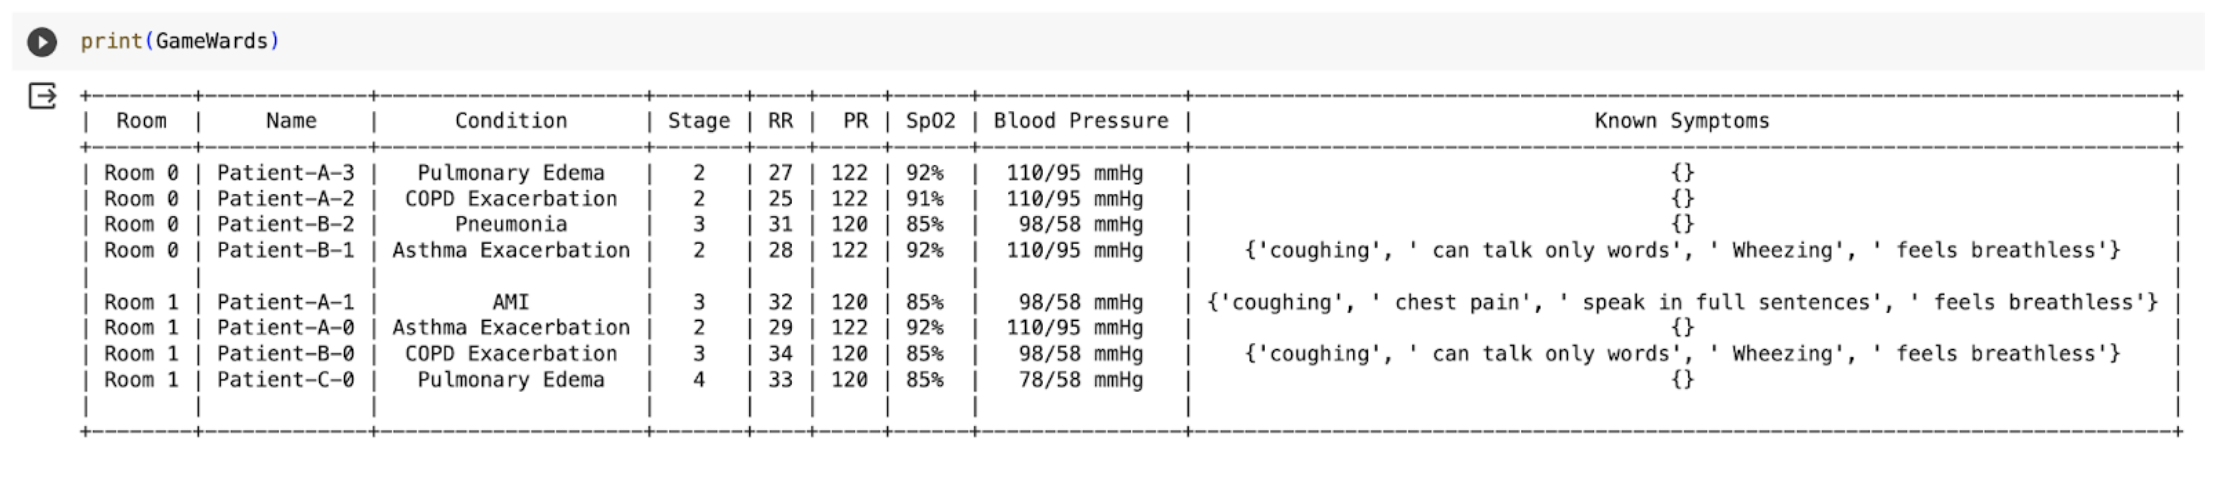 print(GameWards)
+--------+--------------+---------------------+-------+----+-----+------+----------------+------------------------------------------------------------------------------+
| Room | Name | Condition | Stage | RR | PR | SpO2 | Blood Pressure | Known Symptoms |
+--------+--------------+---------------------+-------+----+-----+------+----------------+------------------------------------------------------------------------------+
| Room 0 | Patient-A-3 | Pulmonary Edema | 2 | 27 | 122 | 92% | 110/95 mmHg | {} |
| Room 0 | Patient-A-2 | COPD Exacerbation | 2 | 25 | 122 | 91% | 110/95 mmHg | {} |
| Room 0 | Patient-B-2 | Pneumonia | 3 | 31 | 120 | 85% | 98/58 mmHg | {} |
| Room 0 | Patient-B-1 | Asthma Exacerbation | 2 | 28 | 122 | 92% | 110/95 mmHg | {'coughing', ' can talk only words', ' Wheezing', ' feels breathless'} |
| | | | | | | | | |
| Room 1 | Patient-A-1 | AMI | 3 | 32 | 120 | 85% | 98/58 mmHg | {'coughing', ' chest pain', ' speak in full sentences', ' feels breathless'} |
| Room 1 | Patient-A-0 | Asthma Exacerbation | 2 | 29 | 122 | 92% | 110/95 mmHg | {} |
| Room 1 | Patient-B-0 | COPD Exacerbation | 3 | 34 | 120 | 85% | 98/58 mmHg | {'coughing', ' can talk only words', ' Wheezing', ' feels breathless'} |
| Room 1 | Patient-C-0 | Pulmonary Edema | 4 | 33 | 120 | 85% | 78/58 mmHg | {} |
| | | | | | | | | |
+--------+--------------+---------------------+-------+----+-----+------+----------------+------------------------------------------------------------------------------+